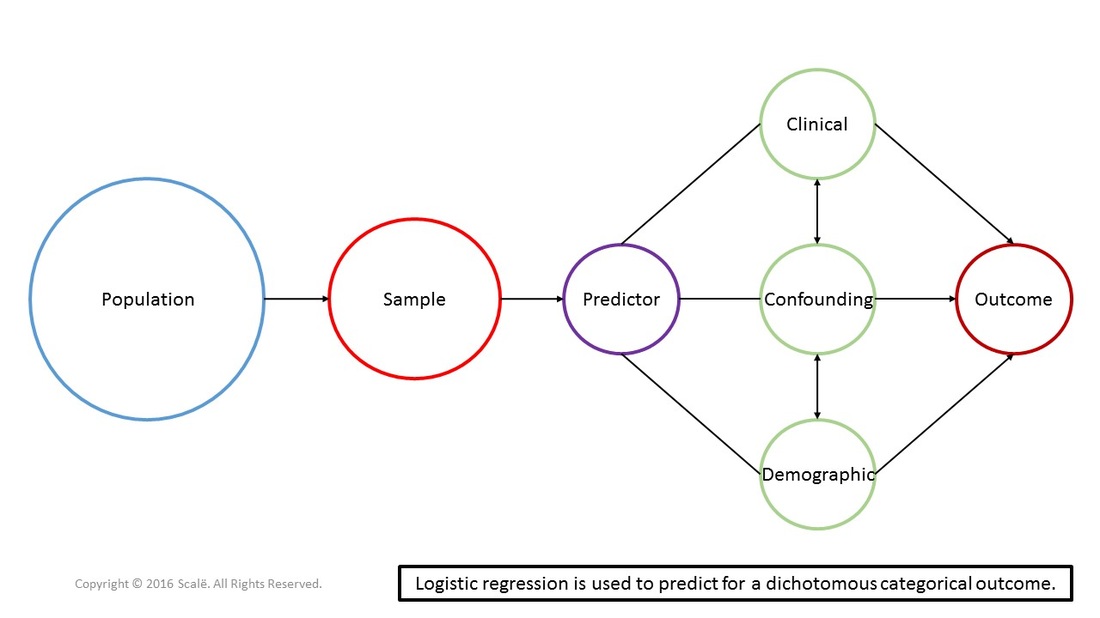 Clinical
Population
Sample
Predictor
Confounding
Outcome
Demographic
Copyright © 2016 Scalë. All Rights Reserved.
Logistic regression is used to predict for a dichotomous categorical outcome.